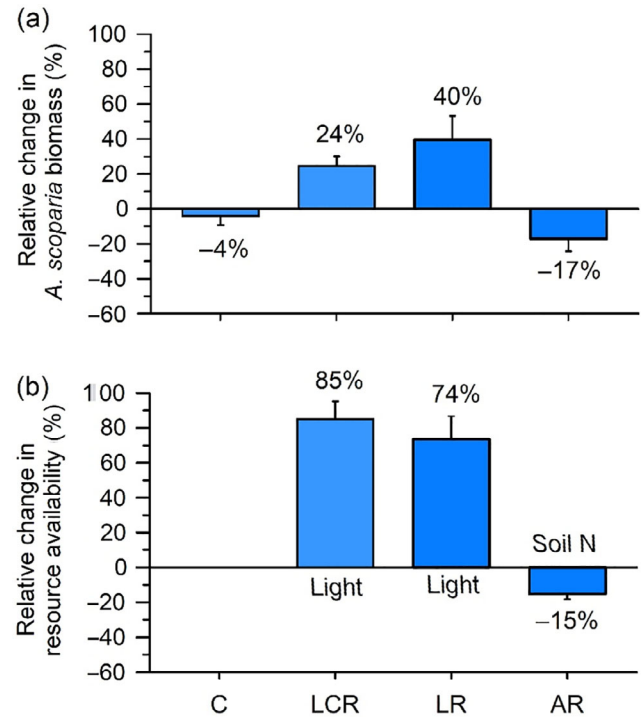 (a)
Relative change in
A. scoparia biomass (%)
100
80
60
40
20
0
–20
–40
–60
–4%
24%
40%
–17%
(b)
Relative change in
resource availability (%)
100
80
60
40
20
0
–20
–40
–60
85%
74%
Soil N
Light
Light
–15%
C LCR LR AR